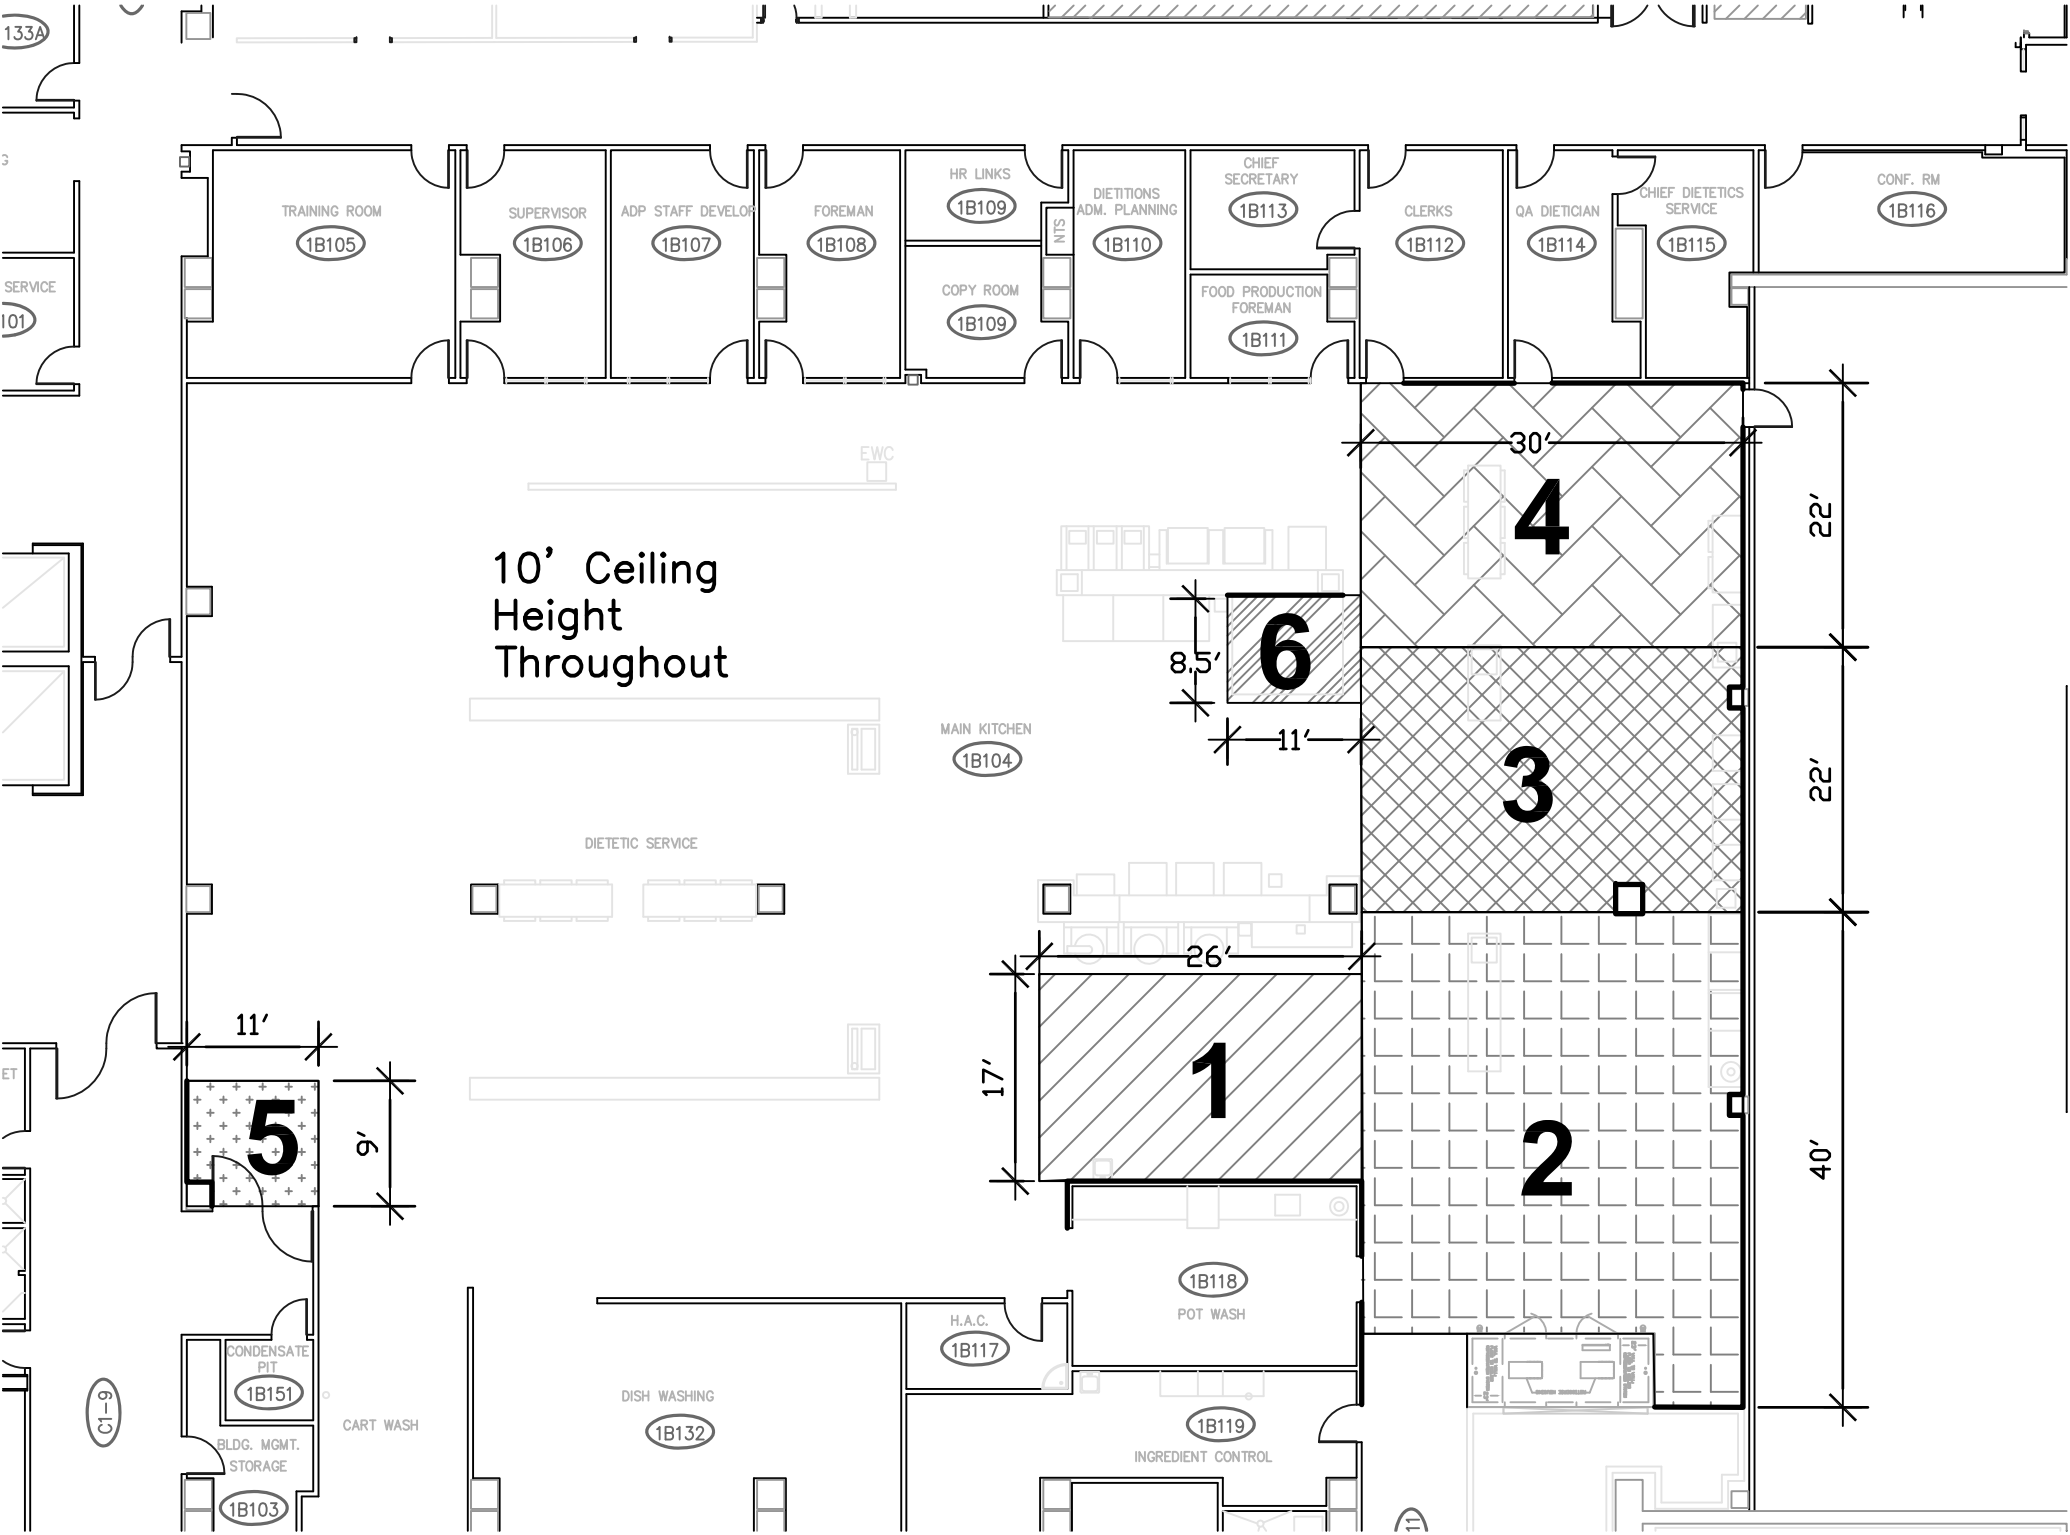 133A
G
SERVICE
101
TRAINING ROOM
1B105
SUPERVISOR
1B106
ADP STAFF DEVELOP
1B107
FOREMAN
1B108
HR LINKS
1B109
COPY ROOM
1B109
NTS
DIETITIONS
ADM. PLANNING
1B110
CHIEF
SECRETARY
1B113
FOOD PRODUCTION
FOREMAN
1B111
CLERKS
1B112
QA DIETICIAN
1B114
CHIEF DIETETICS
SERVICE
1B115
CONF. RM
1B116
EWC
30'
4
22'
10' Ceiling
Height
Throughout
6
8.5'
11'
MAIN KITCHEN
1B104
3
22'
DIETETIC SERVICE
26'
17'
1
2
40'
11'
ET
5
9'
1B118
POT WASH
H.A.C.
1B117
CONDENSATE
PIT
1B151
C1-9
CART WASH
DISH WASHING
1B132
1B119
INGREDIENT CONTROL
BLDG. MGMT.
STORAGE
1B103
11